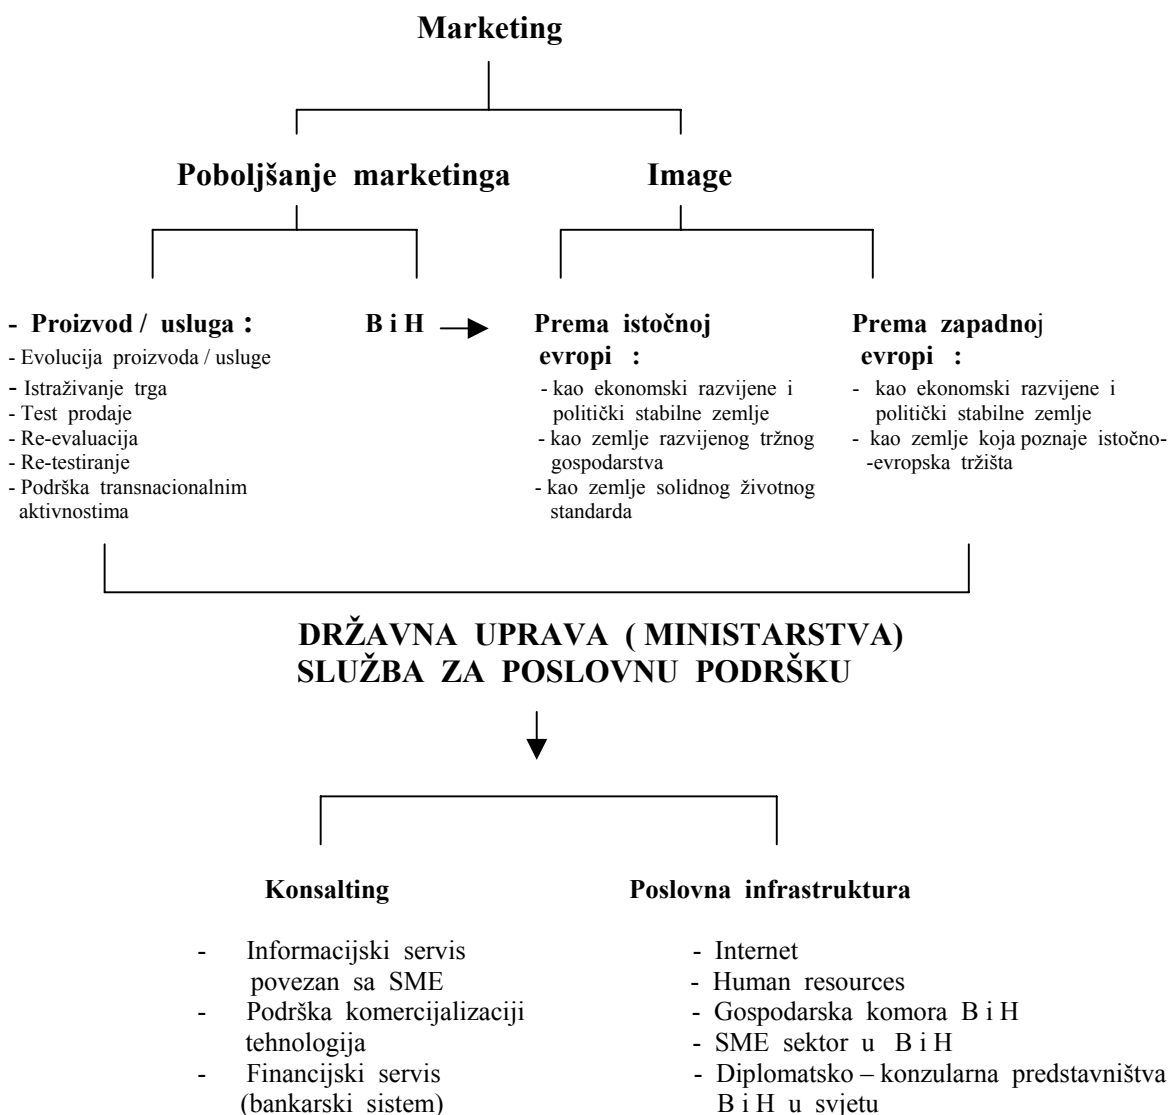 Marketing
Poboljšanje marketinga
Image
- Proizvod / usluga :
- Evolucija proizvoda / usluge
- Istraživanje trga
- Test prodaje
- Re-evaluacija
- Re-testiranje
- Podrška transnacionalnim
aktivnostima
B i H
Prema istočnoj
evropi :
- kao ekonomski razvijene i
politički stabilne zemlje
- kao zemlje razvijenog tržnog
gospodarstva
- kao zemlje solidnog životnog
standarda
Prema zapadnoj
evropi :
- kao ekonomski razvijene i
politički stabilne zemlje
- kao zemlje koja poznaje istočno-
-evropska tržišta
DRŽAVNA UPRAVA ( MINISTARSTVA)
SLUŽBA ZA POSLOVNU PODRŠKU
Konsalting
- Informacijski servis
povezan sa SME
- Podrška komercijalizaciji
tehnologija
- Financijski servis
(bankarski sistem)
Poslovna infrastruktura
- Internet
- Human resources
- Gospodarska komora B i H
- SME sektor u B i H
- Diplomatsko – konzularna predstavništva
B i H u svjetu